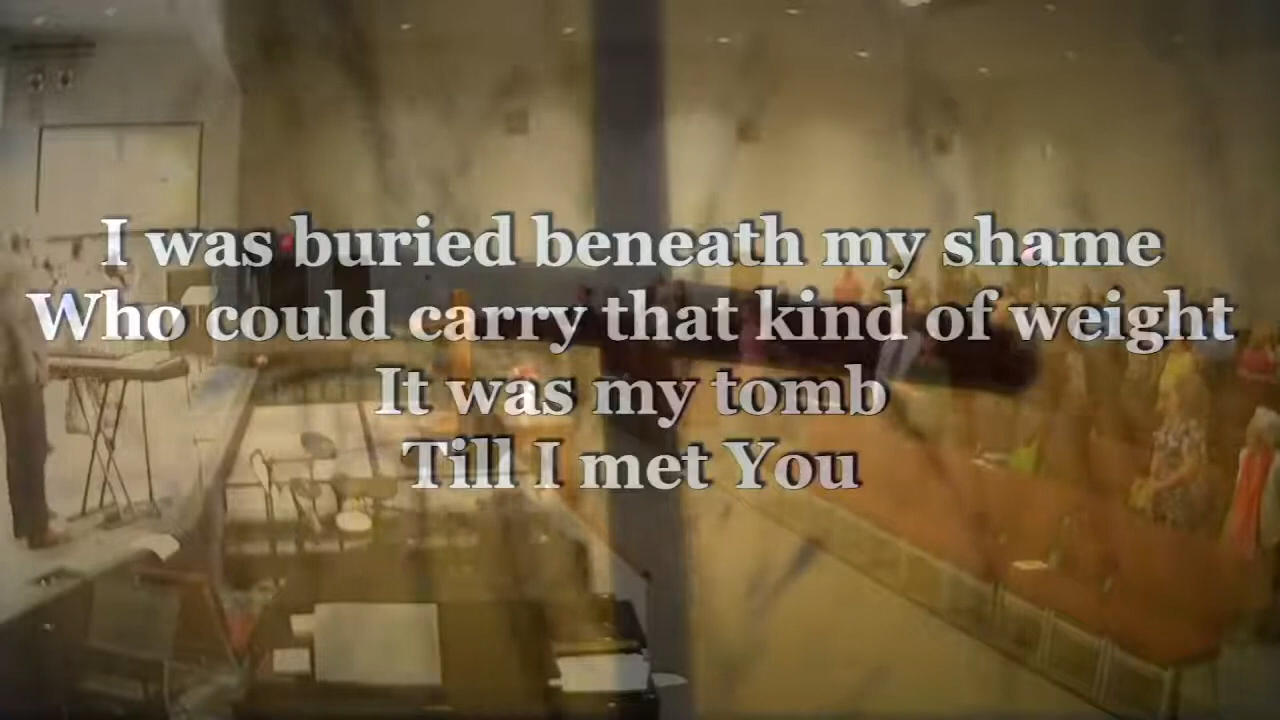 I was buried beneath my shame
Who could carry that kind of weight
It was my tomb
Till I met You